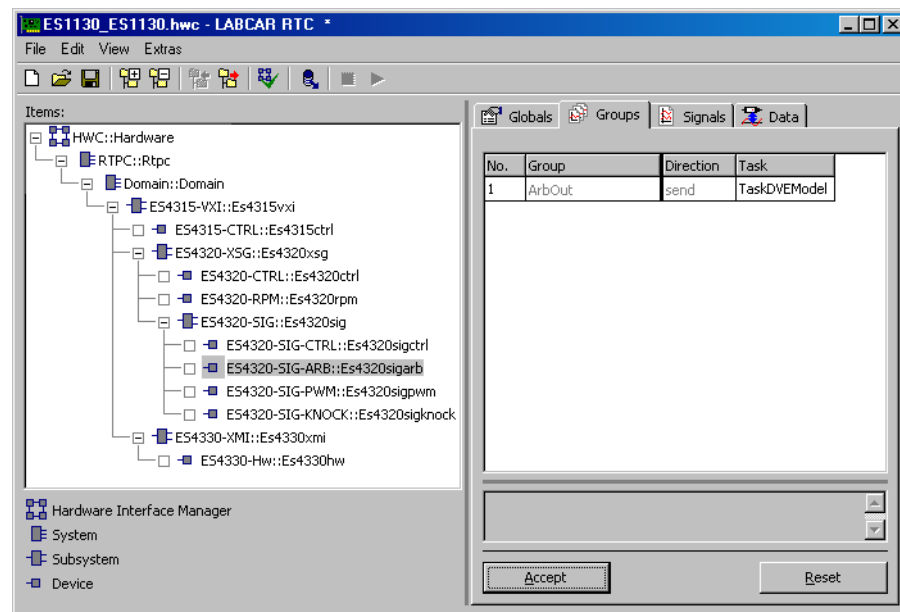 ES1130_ES1130.hwc - LABCAR RTC *
File Edit View Extras
Items:
HWC::Hardware
RTPC::Rtpc
Domain::Domain
ES4315-VXI::Es4315vxi
ES4315-CTRL::Es4315ctrl
ES4320-XSG::Es4320xsg
ES4320-CTRL::Es4320ctrl
ES4320-RPM::Es4320rpm
ES4320-SIG::Es4320sig
ES4320-SIG-CTRL::Es4320sigctrl
ES4320-SIG-ARB::Es4320sigarb
ES4320-SIG-PWM::Es4320sigpwm
ES4320-SIG-KNOCK::Es4320sigknock
ES4330-XMI::Es4330xmi
ES4330-Hw::Es4330hw
Hardware Interface Manager
System
Subsystem
Device
Globals Groups Signals Data
No. Group Direction Task
1 ArbOut send TaskDVEModel
Accept Reset